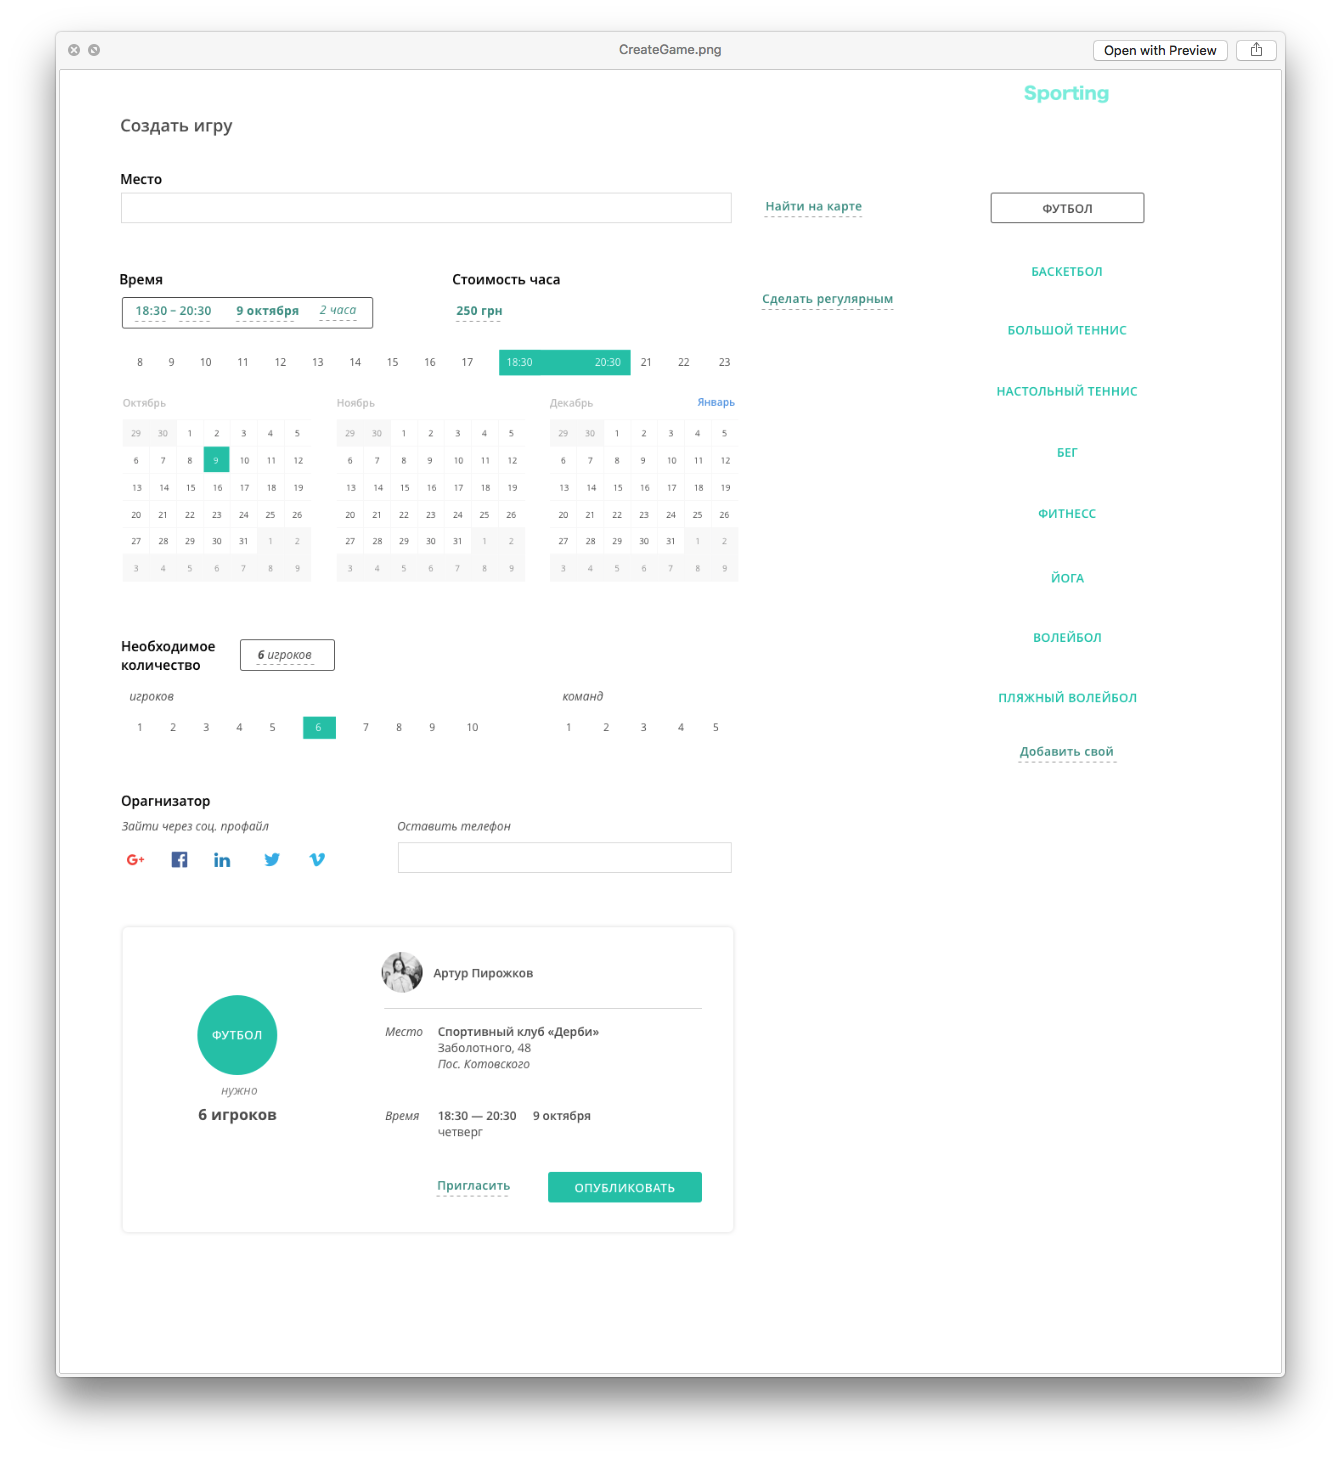 CreateGame.png
Open with Preview
Sporting
Создать игру
Место
Найти на карте
Время
Стоимость часа
18:30 – 20:30 9 октября 2 часа
250 грн
Сделать регулярным
8 9 10 11 12 13 14 15 16 17 18:30 20:30 21 22 23
Октябрь
29 30 1 2 3 4 5
6 7 8 9 10 11 12
13 14 15 16 17 18 19
20 21 22 23 24 25 26
27 28 29 30 31 1 2
3 4 5 6 7 8 9
Ноябрь
29 30 1 2 3 4 5
6 7 8 9 10 11 12
13 14 15 16 17 18 19
20 21 22 23 24 25 26
27 28 29 30 31 1 2
3 4 5 6 7 8 9
Декабрь
Январь
29 30 1 2 3 4 5
6 7 8 9 10 11 12
13 14 15 16 17 18 19
20 21 22 23 24 25 26
27 28 29 30 31 1 2
3 4 5 6 7 8 9
Необходимое
количество
6 игроков
игроков
1 2 3 4 5 6 7 8 9 10
команд
1 2 3 4 5
Орагнизатор
Зайти через соц. профайл
G+ f in v
Оставить телефон
ФУТБОЛ
нужно
6 игроков
Артур Пирожков
Место
Спортивный клуб «Дерби»
Заболотного, 48
Пос. Котовского
Время
18:30 — 20:30 9 октября
четверг
Пригласить
ОПУБЛИКОВАТЬ
ФУТБОЛ
БАСКЕТБОЛ
БОЛЬШОЙ ТЕННИС
НАСТОЛЬНЫЙ ТЕННИС
БЕГ
ФИТНЕСС
ЙОГА
ВОЛЕЙБОЛ
ПЛЯЖНЫЙ ВОЛЕЙБОЛ
Добавить свой